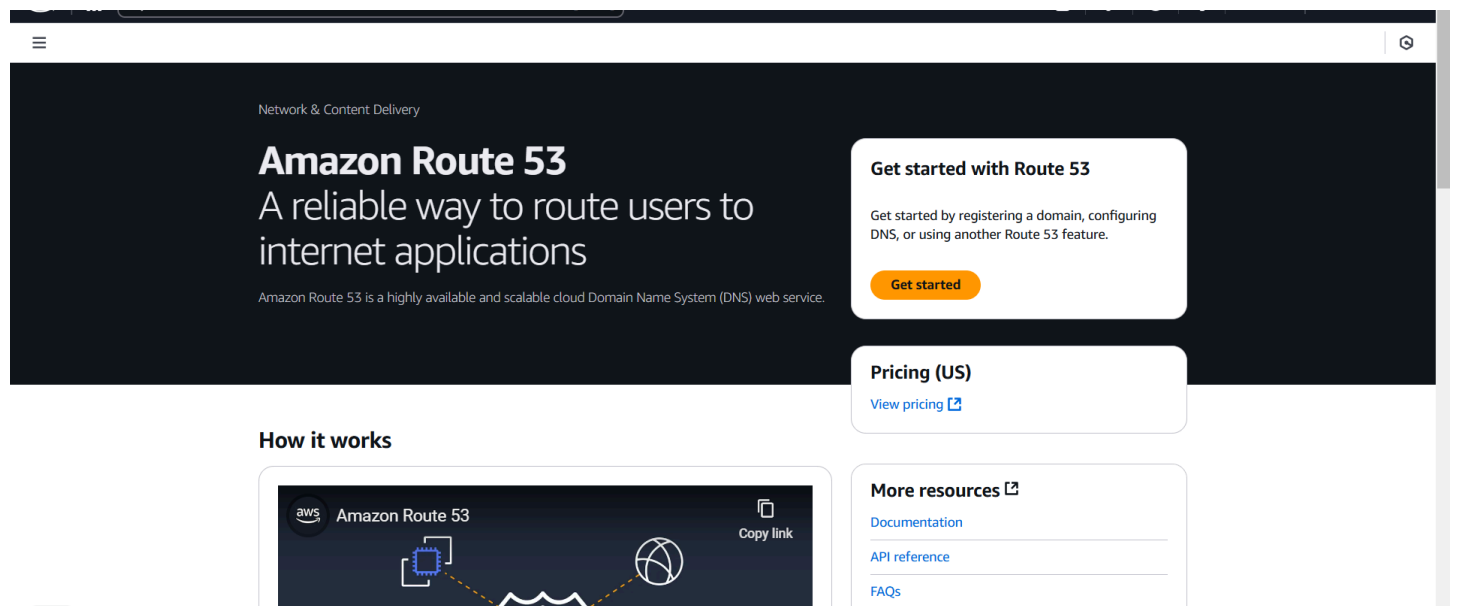 Network & Content Delivery
Amazon Route 53
A reliable way to route users to
internet applications
Amazon Route 53 is a highly available and scalable cloud Domain Name System (DNS) web service.
Get started with Route 53
Get started by registering a domain, configuring
DNS, or using another Route 53 feature.
Get started
Pricing (US)
View pricing
How it works
aws
Amazon Route 53
Copy link
More resources
Documentation
API reference
FAQs